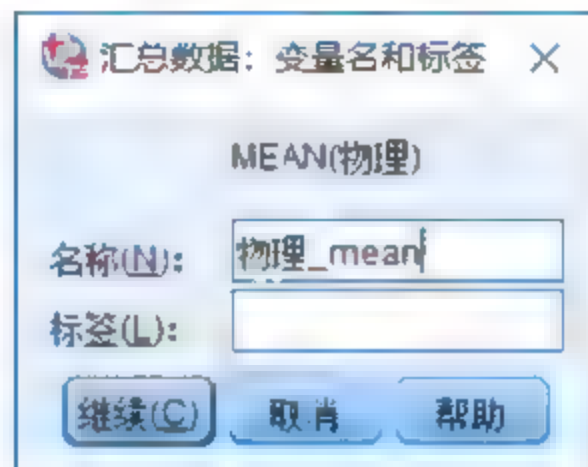 汇总数据：变量名和标签
MEAN(物理)
名称(N)：物理_mean
标签(L)：
继续(C) 取消 帮助